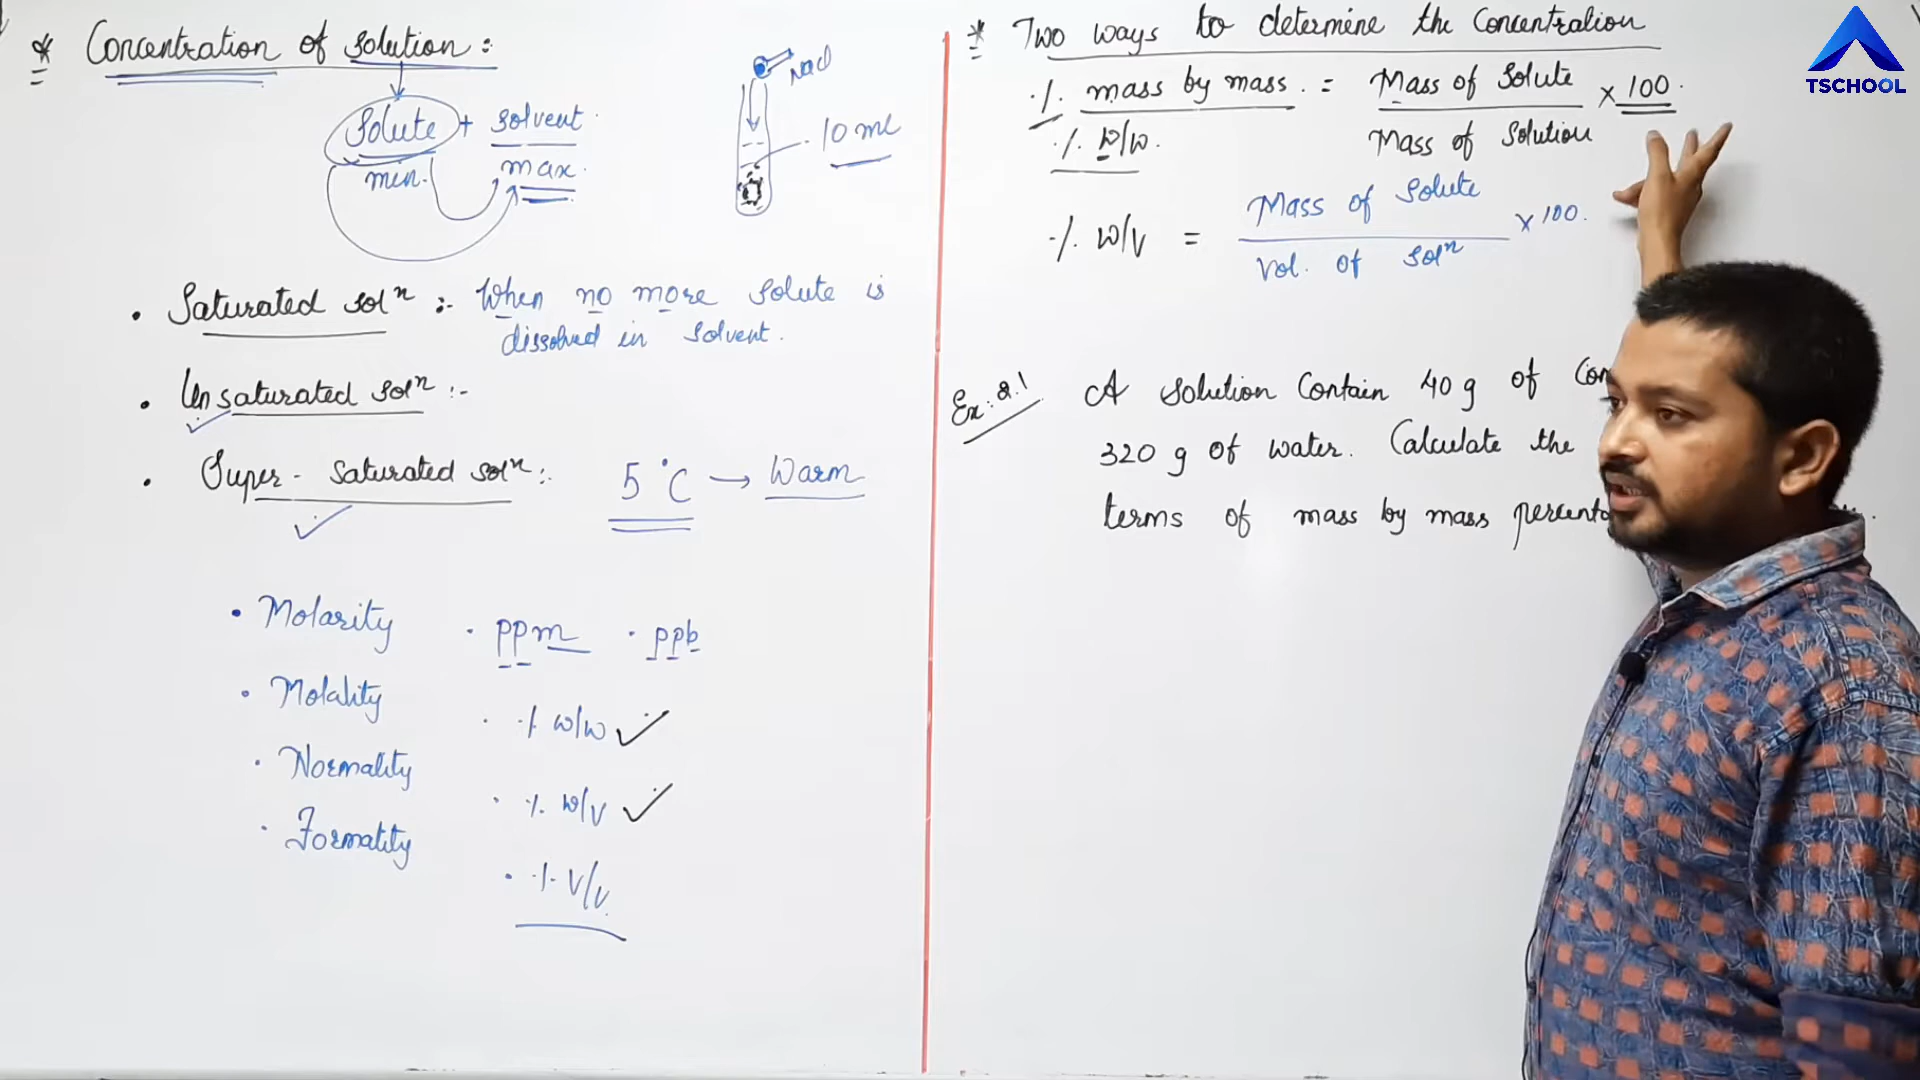 * Concentration of solution :
Solute + solvent
min. max.
NaCl
10 ml
• Saturated solⁿ :- When no more solute is
dissolved in solvent.
• Unsaturated solⁿ :-
• Super-saturated solⁿ :- 5°C → Warm
• Molarity • ppm • ppb
• Molality • % w/w ✓
• Normality • % w/v ✓
• Formality • % v/v
* Two ways to determine the Concentration
% mass by mass = Mass of Solute / Mass of Solution × 100.
% w/w.
% w/v = Mass of Solute / Vol. of Solⁿ × 100.
Ex: 2.1 A Solution Contain 40 g of
320 g of water. Calculate the
terms of mass by mass
TSCHOOL